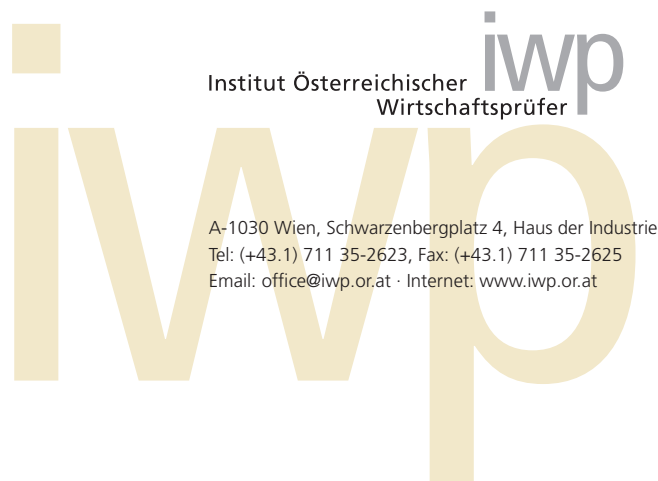 iwp
Institut Österreichischer
Wirtschaftsprüfer
iwp
A-1030 Wien, Schwarzenbergplatz 4, Haus der Industrie
Tel: (+43.1) 711 35-2623, Fax: (+43.1) 711 35-2625
Email: office@iwp.or.at · Internet: www.iwp.or.at